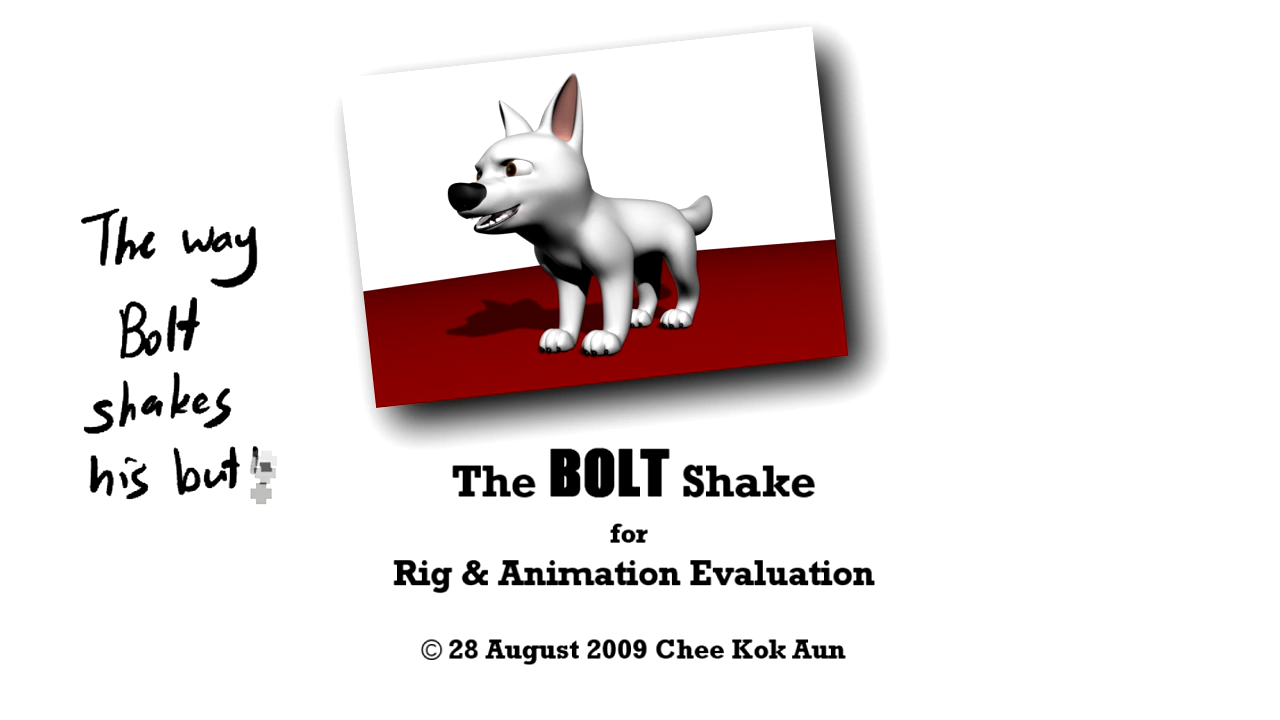 The way
Bolt
shakes
his but!
The BOLT Shake
for
Rig & Animation Evaluation
© 28 August 2009 Chee Kok Aun